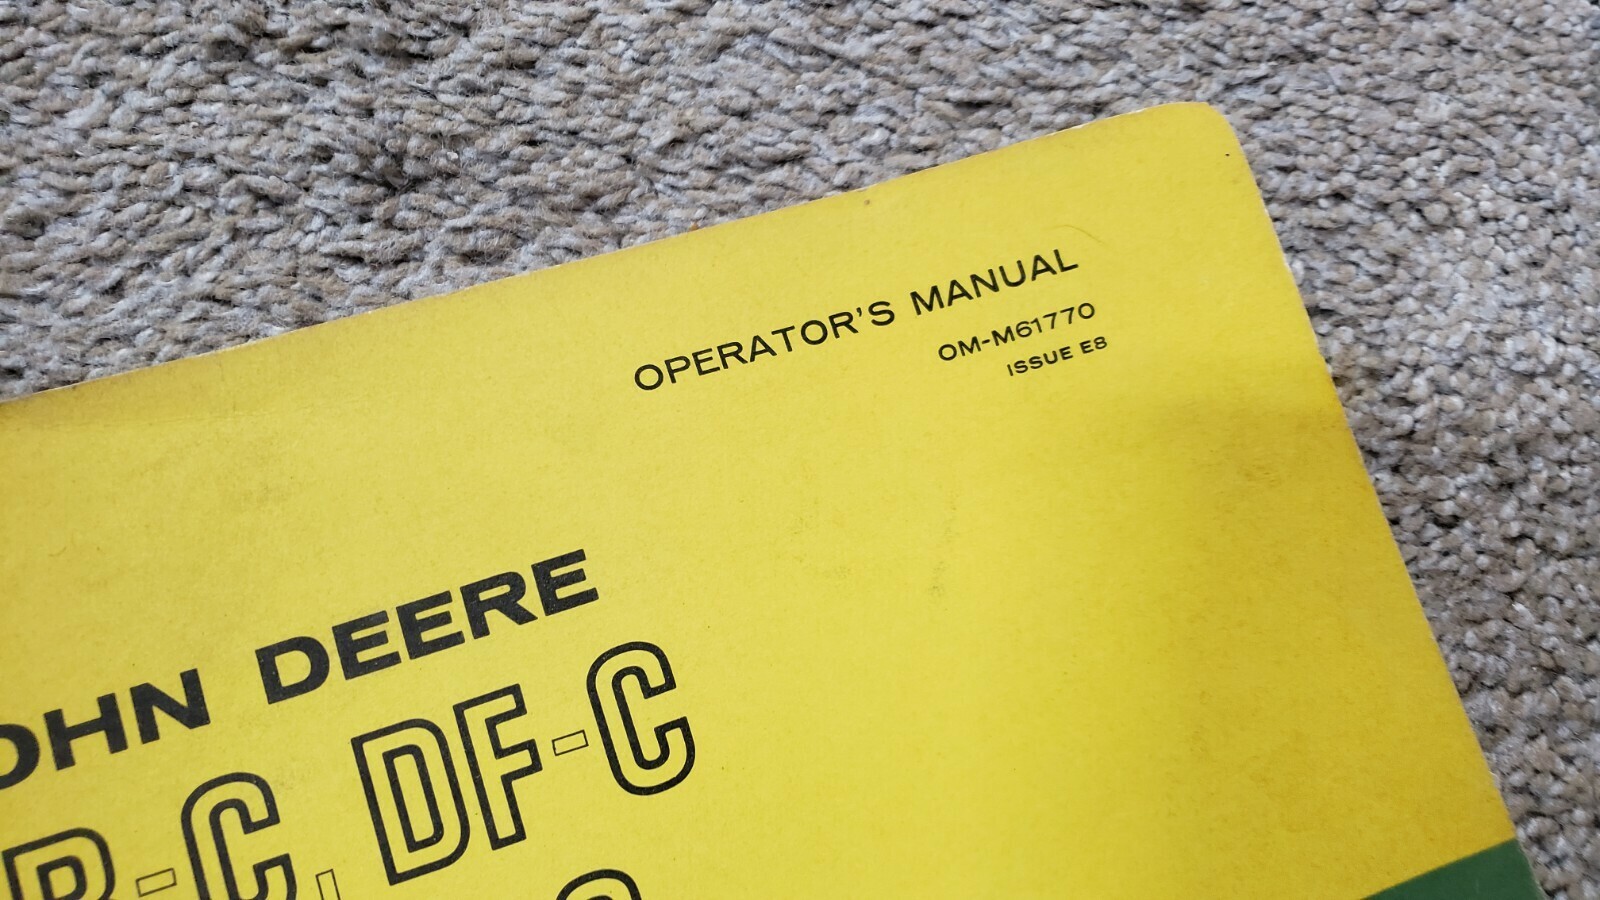 OPERATOR'S MANUAL
OM-M61770
ISSUE E8
OHN DEERE
R-C, DF-C